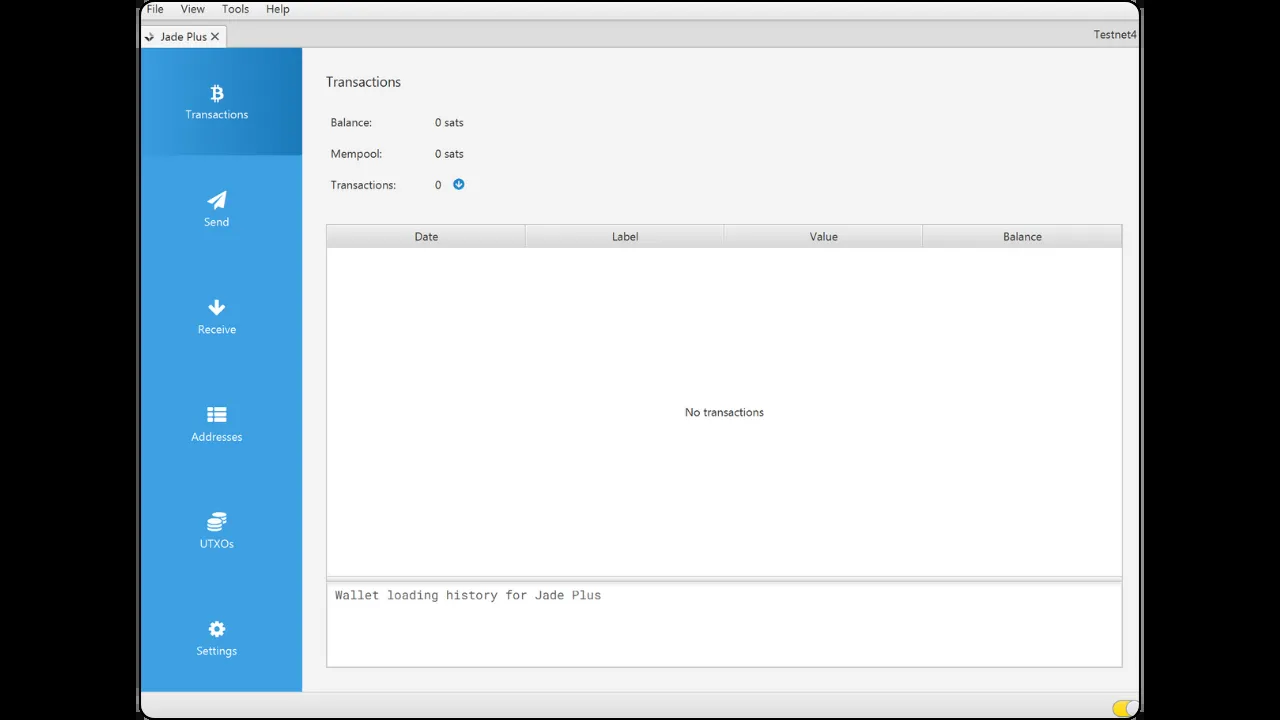 File View Tools Help
Jade Plus
Testnet4
Transactions
Send
Receive
Addresses
UTXOs
Settings
Transactions
Balance: 0 sats
Mempool: 0 sats
Transactions: 0
Date Label Value Balance
No transactions
Wallet loading history for Jade Plus